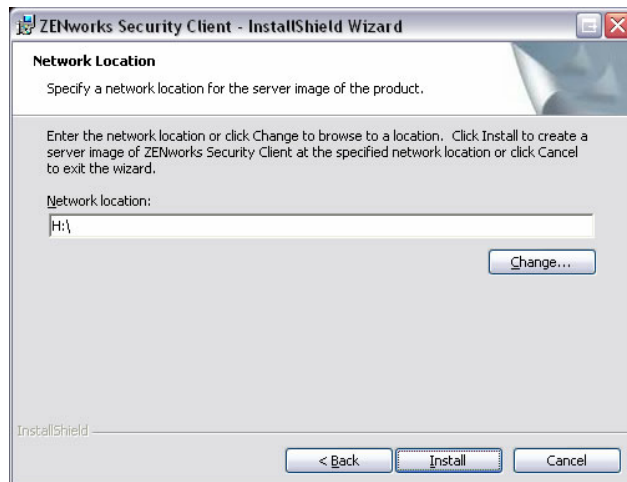 ZENworks Security Client - InstallShield Wizard
Network Location
Specify a network location for the server image of the product.
Enter the network location or click Change to browse to a location. Click Install to create a
server image of ZENworks Security Client at the specified network location or click Cancel
to exit the wizard.
Network location:
H:\
Change...
InstallShield
< Back Install Cancel